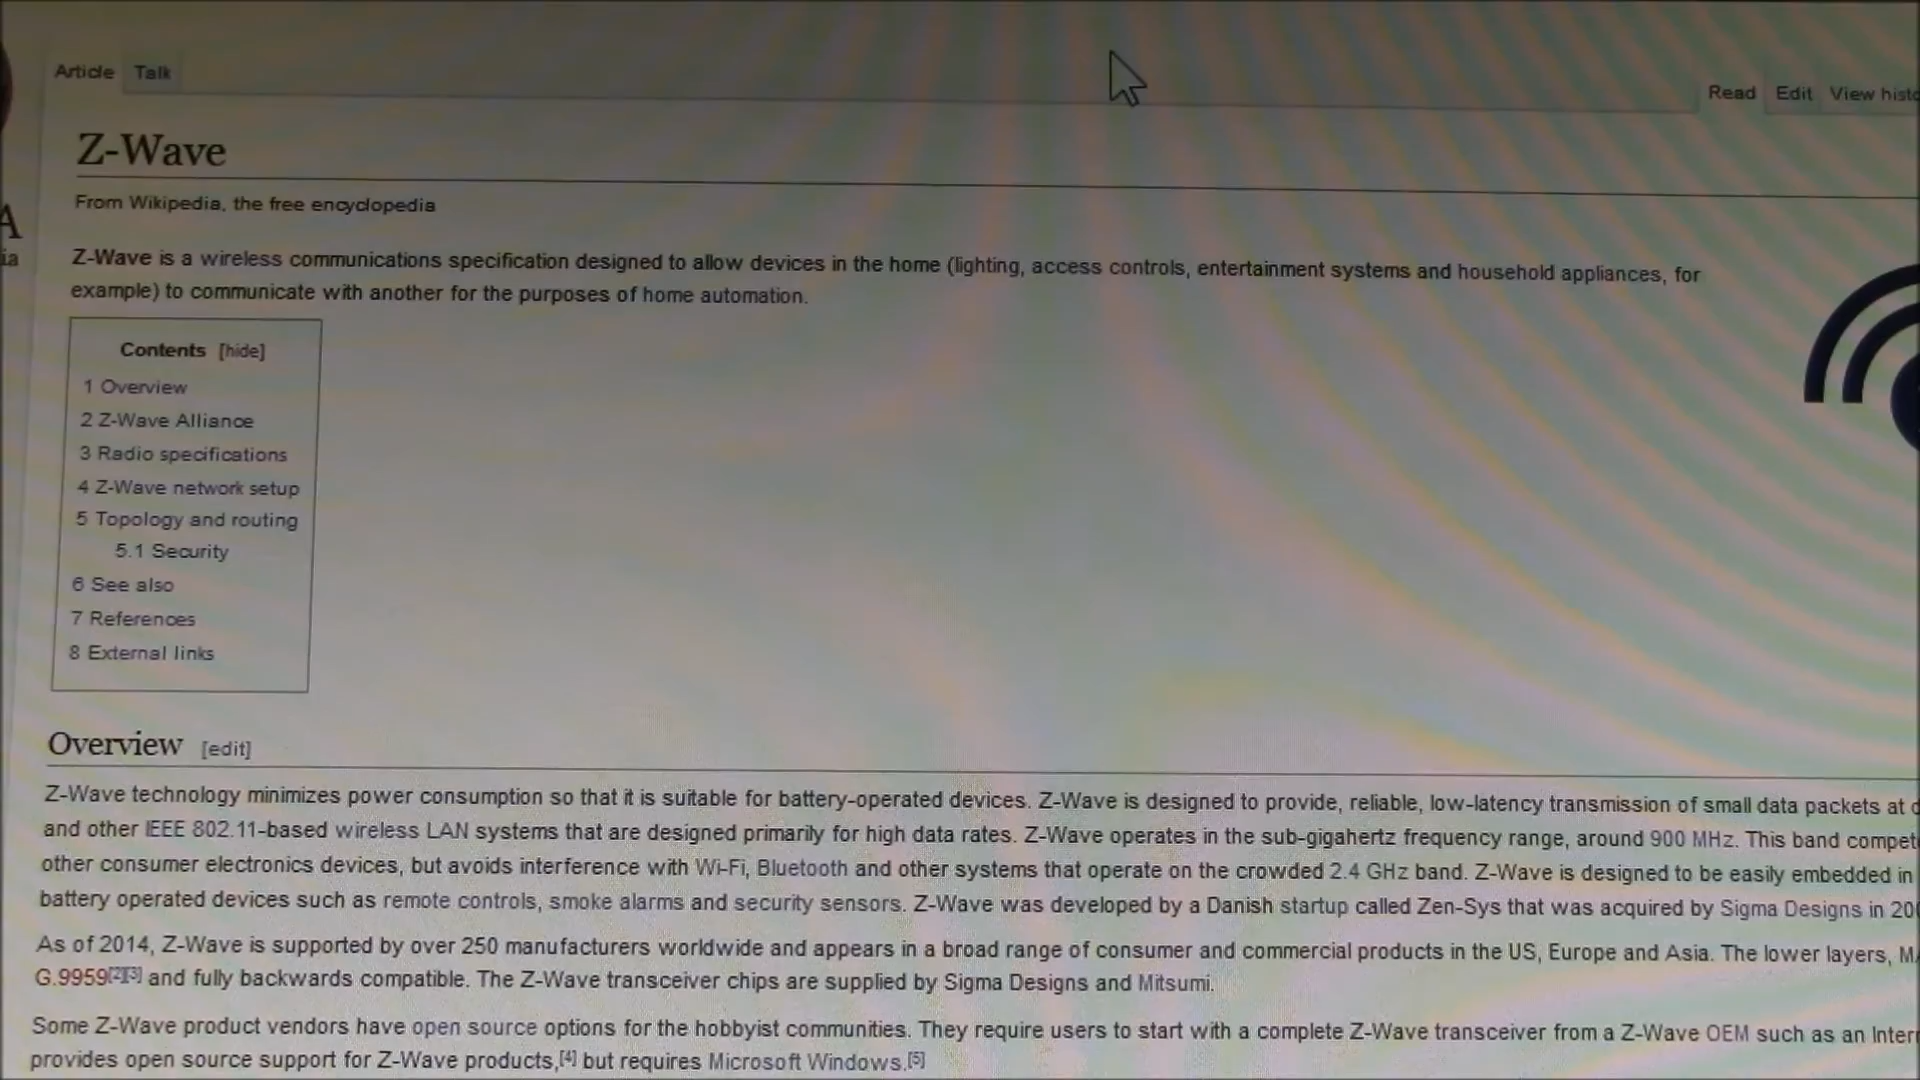 Article Talk
Read Edit View
Z-Wave
From Wikipedia, the free encyclopedia
Z-Wave is a wireless communications specification designed to allow devices in the home (lighting, access controls, entertainment systems and household appliances, for
example) to communicate with another for the purposes of home automation.
Contents [hide]
1 Overview
2 Z-Wave Alliance
3 Radio specifications
4 Z-Wave network setup
5 Topology and routing
5.1 Security
6 See also
7 References
8 External links
Overview [edit]
Z-Wave technology minimizes power consumption so that it is suitable for battery-operated devices. Z-Wave is designed to provide, reliable, low-latency transmission of small data packets at
and other IEEE 802.11-based wireless LAN systems that are designed primarily for high data rates. Z-Wave operates in the sub-gigahertz frequency range, around 900 MHz. This band
other consumer electronics devices, but avoids interference with Wi-Fi, Bluetooth and other systems that operate on the crowded 2.4 GHz band. Z-Wave is designed to be easily embedded in
battery operated devices such as remote controls, smoke alarms and security sensors. Z-Wave was developed by a Danish startup called Zen-Sys that was acquired by Sigma Designs in
As of 2014, Z-Wave is supported by over 250 manufacturers worldwide and appears in a broad range of consumer and commercial products in the US, Europe and Asia. The lower layers,
G.9959[2][3] and fully backwards compatible. The Z-Wave transceiver chips are supplied by Sigma Designs and Mitsumi.
Some Z-Wave product vendors have open source options for the hobbyist communities. They require users to start with a complete Z-Wave transceiver from a Z-Wave OEM such as an
provides open source support for Z-Wave products,[4] but requires Microsoft Windows.[5]